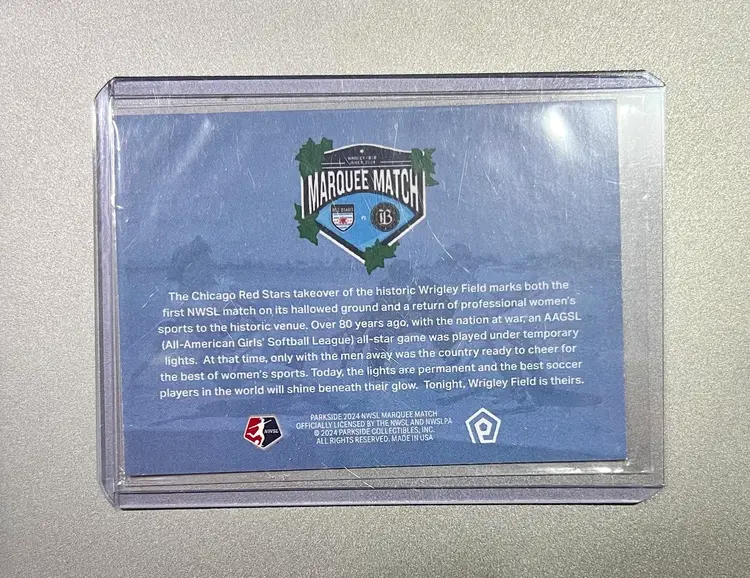 WRIGLEY FIELD
MARQUEE MATCH
RED STARS
VS
B
The Chicago Red Stars takeover of the historic Wrigley Field marks both the
first NWSL match on its hallowed ground and a return of professional women's
sports to the historic venue. Over 80 years ago, with the nation at war, an AAGSL
(All-American Girls' Softball League) all-star game was played under temporary
lights. At that time, only with the men away was the country ready to cheer for
the best of women's sports. Today, the lights are permanent and the best soccer
players in the world will shine beneath their glow. Tonight, Wrigley Field is theirs.
NWSL
PARKSIDE 2024 NWSL MARQUEE MATCH
OFFICIALLY LICENSED BY THE NWSL AND NWSLPA
© 2024 PARKSIDE COLLECTIBLES, INC.
ALL RIGHTS RESERVED. MADE IN USA